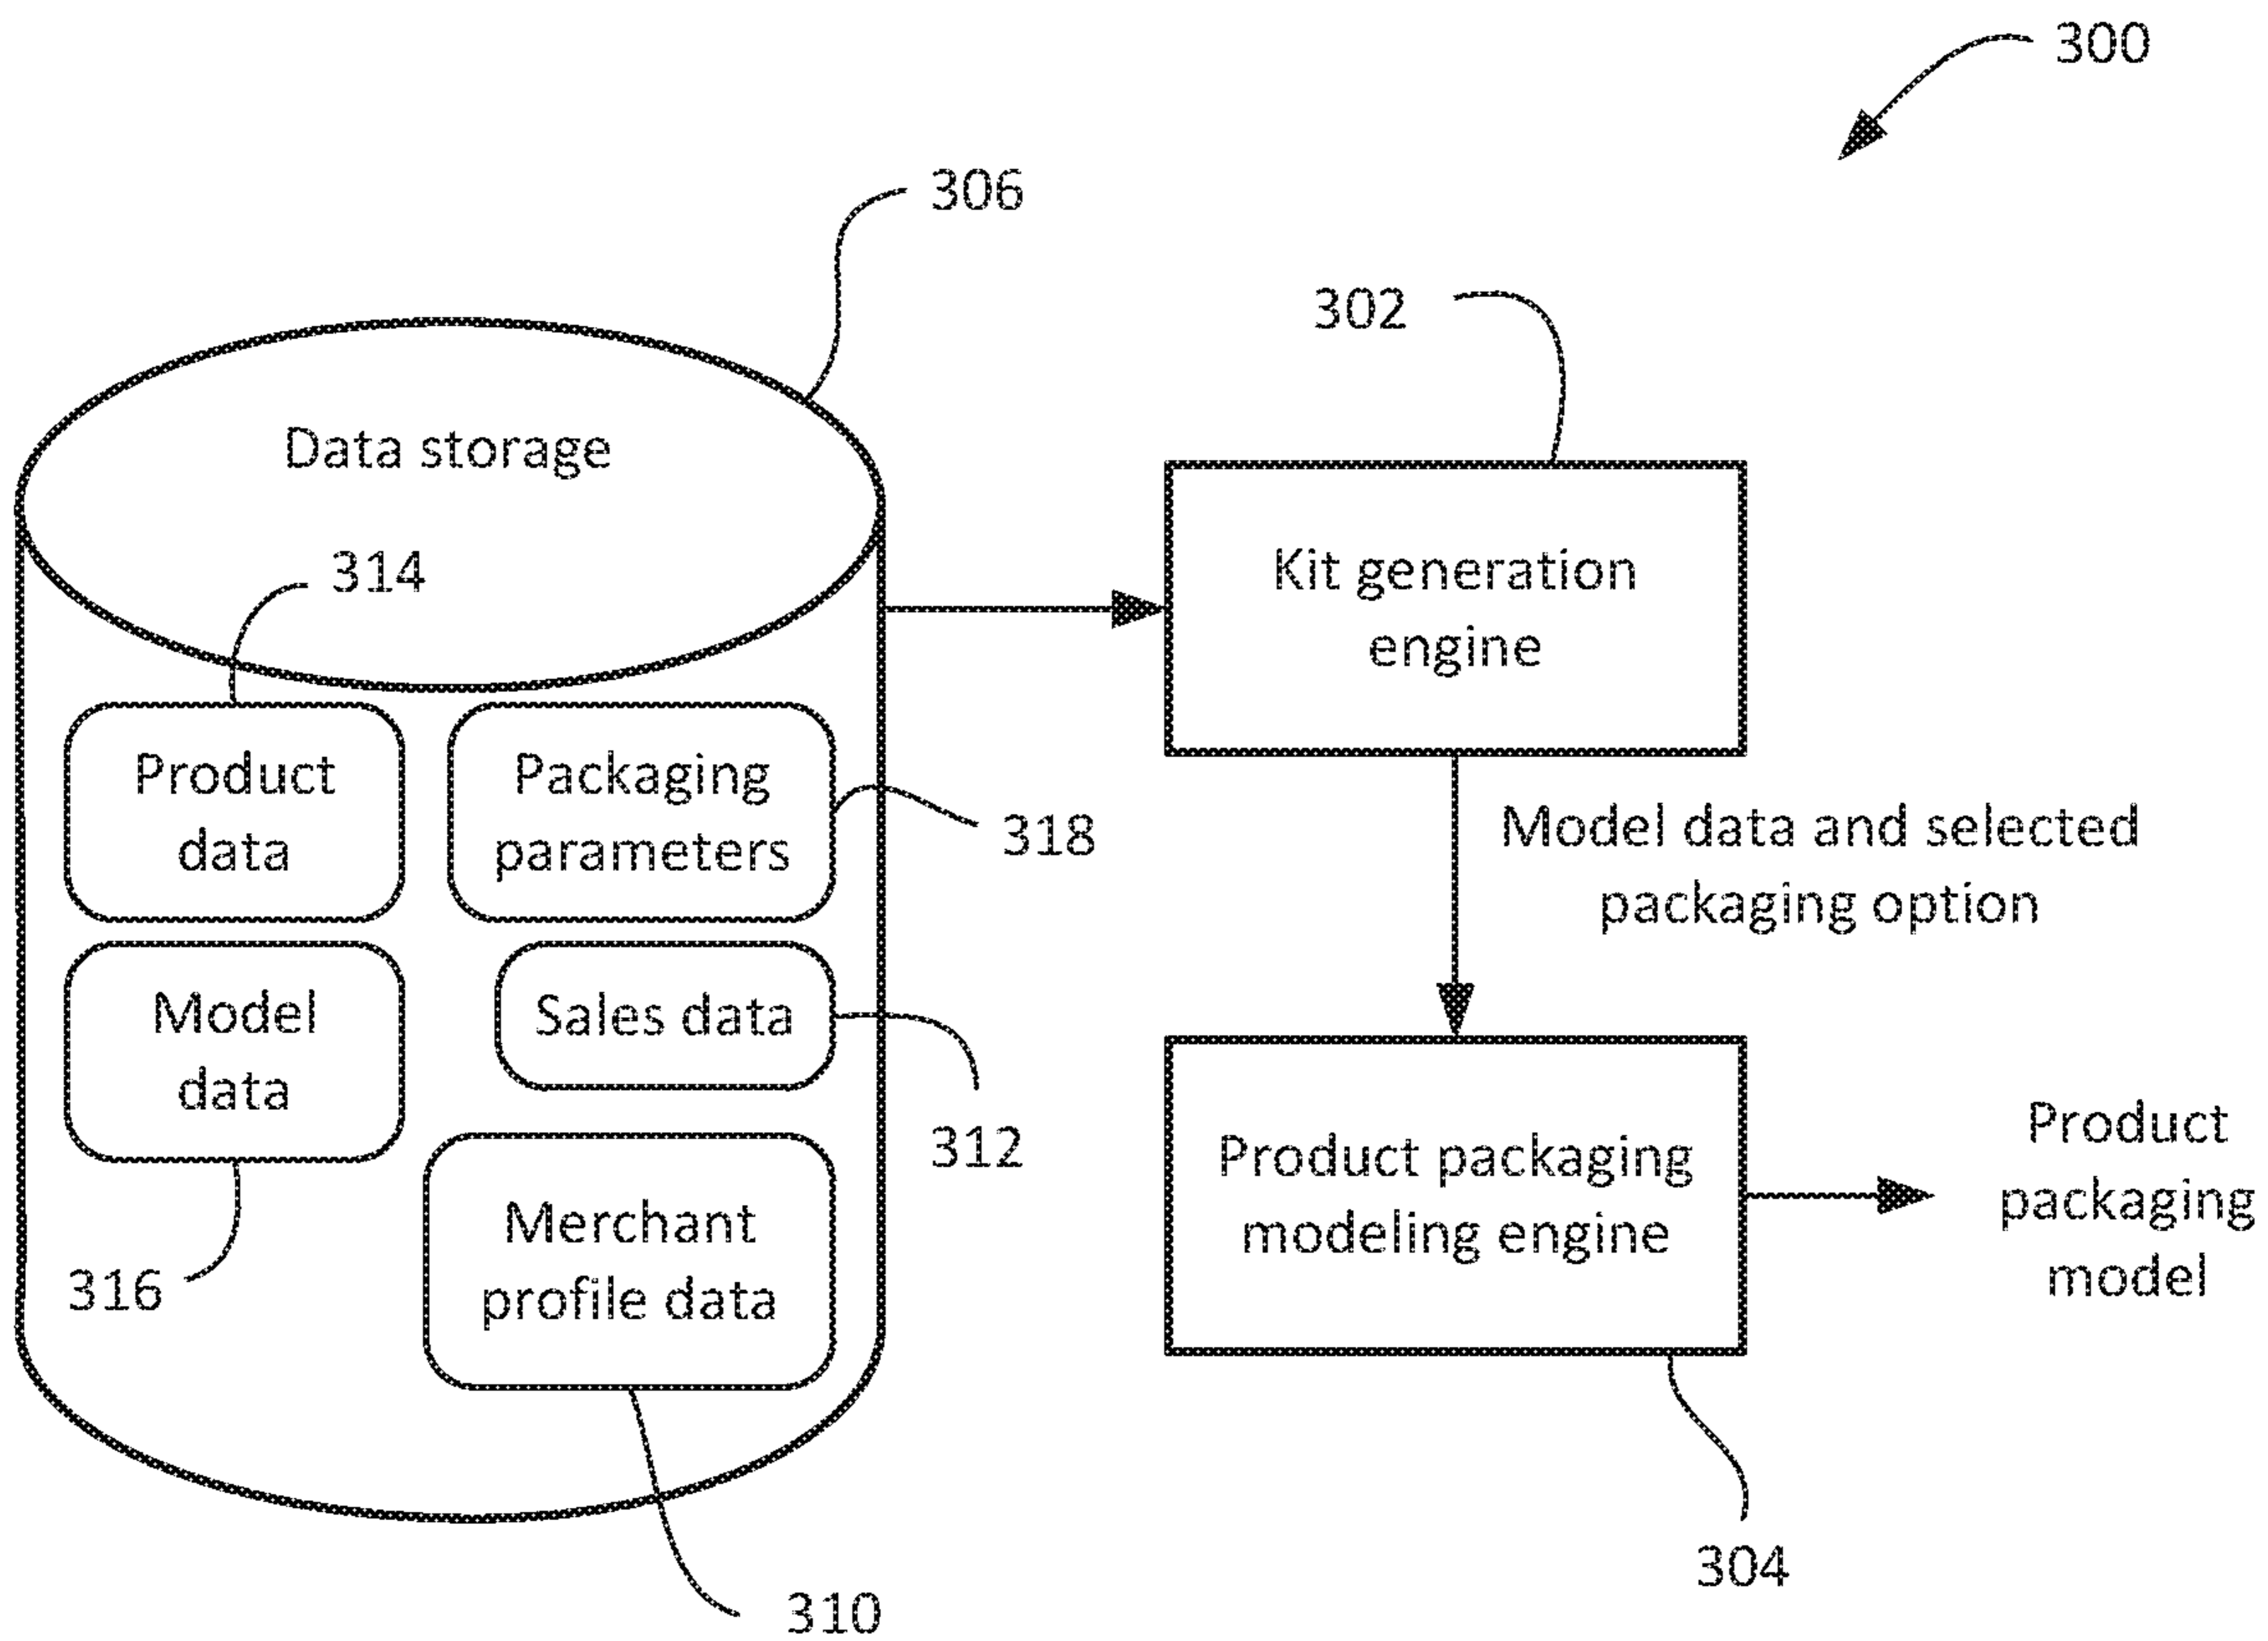 300
306
302
Data storage
314
Kit generation
engine
Product
data
Packaging
parameters
318
Model data and selected
packaging option
Model
data
Sales data
312
Product packaging
modeling engine
Product
packaging
model
316
Merchant
profile data
304
310